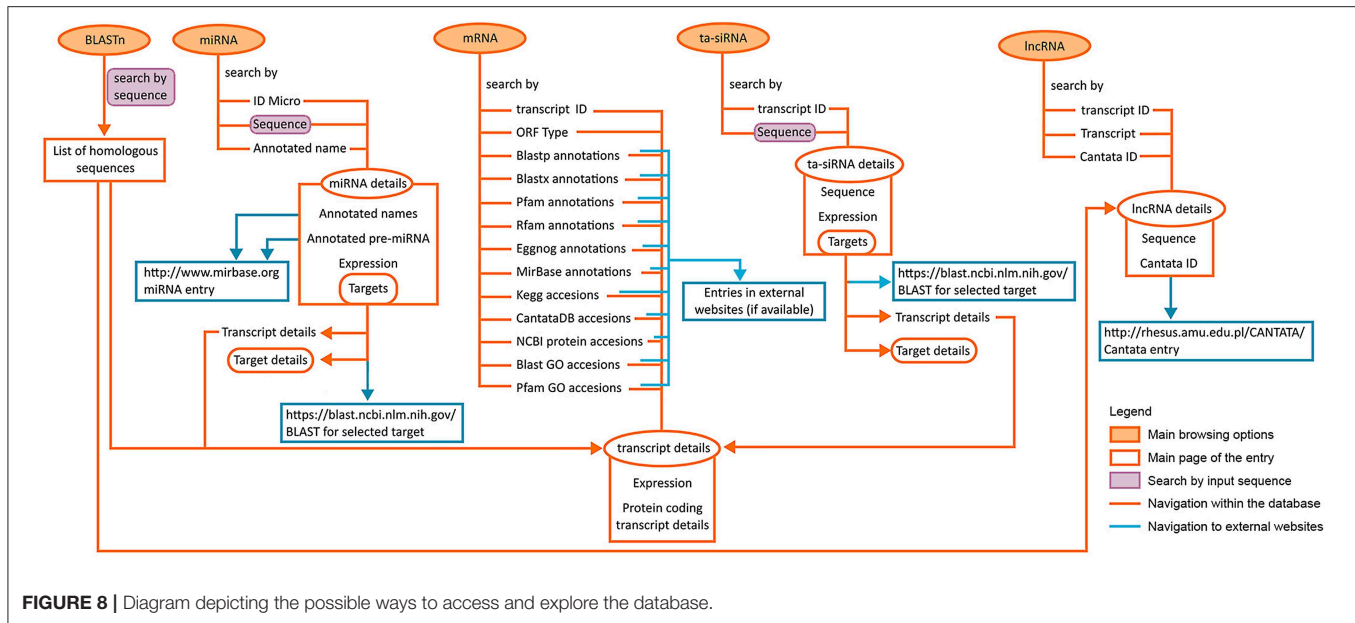 BLASTn
search by
sequence
List of homologous
sequences
miRNA
search by
ID Micro
Sequence
Annotated name
miRNA details
Annotated names
Annotated pre-miRNA
Expression
Targets
http://www.mirbase.org
miRNA entry
Transcript details
Target details
https://blast.ncbi.nlm.nih.gov/
BLAST for selected target
mRNA
search by
transcript ID
ORF Type
Blastp annotations
Blastx annotations
Pfam annotations
Rfam annotations
Eggnog annotations
MirBase annotations
Kegg accesions
CantataDB accesions
NCBI protein accesions
Blast GO accesions
Pfam GO accesions
Entries in external
websites (if available)
transcript details
Expression
Protein coding
transcript details
ta-siRNA
search by
transcript ID
Sequence
ta-siRNA details
Sequence
Expression
Targets
https://blast.ncbi.nlm.nih.gov/
BLAST for selected target
Transcript details
Target details
lncRNA
search by
transcript ID
Transcript
Cantata ID
lncRNA details
Sequence
Cantata ID
http://rhesus.amu.edu.pl/CANTATA/
Cantata entry
Legend
Main browsing options
Main page of the entry
Search by input sequence
Navigation within the database
Navigation to external websites
FIGURE 8 | Diagram depicting the possible ways to access and explore the database.